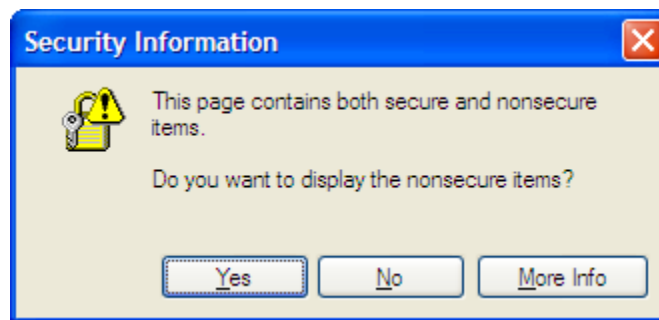 Security Information
This page contains both secure and nonsecure
items.
Do you want to display the nonsecure items?
Yes
No
More Info